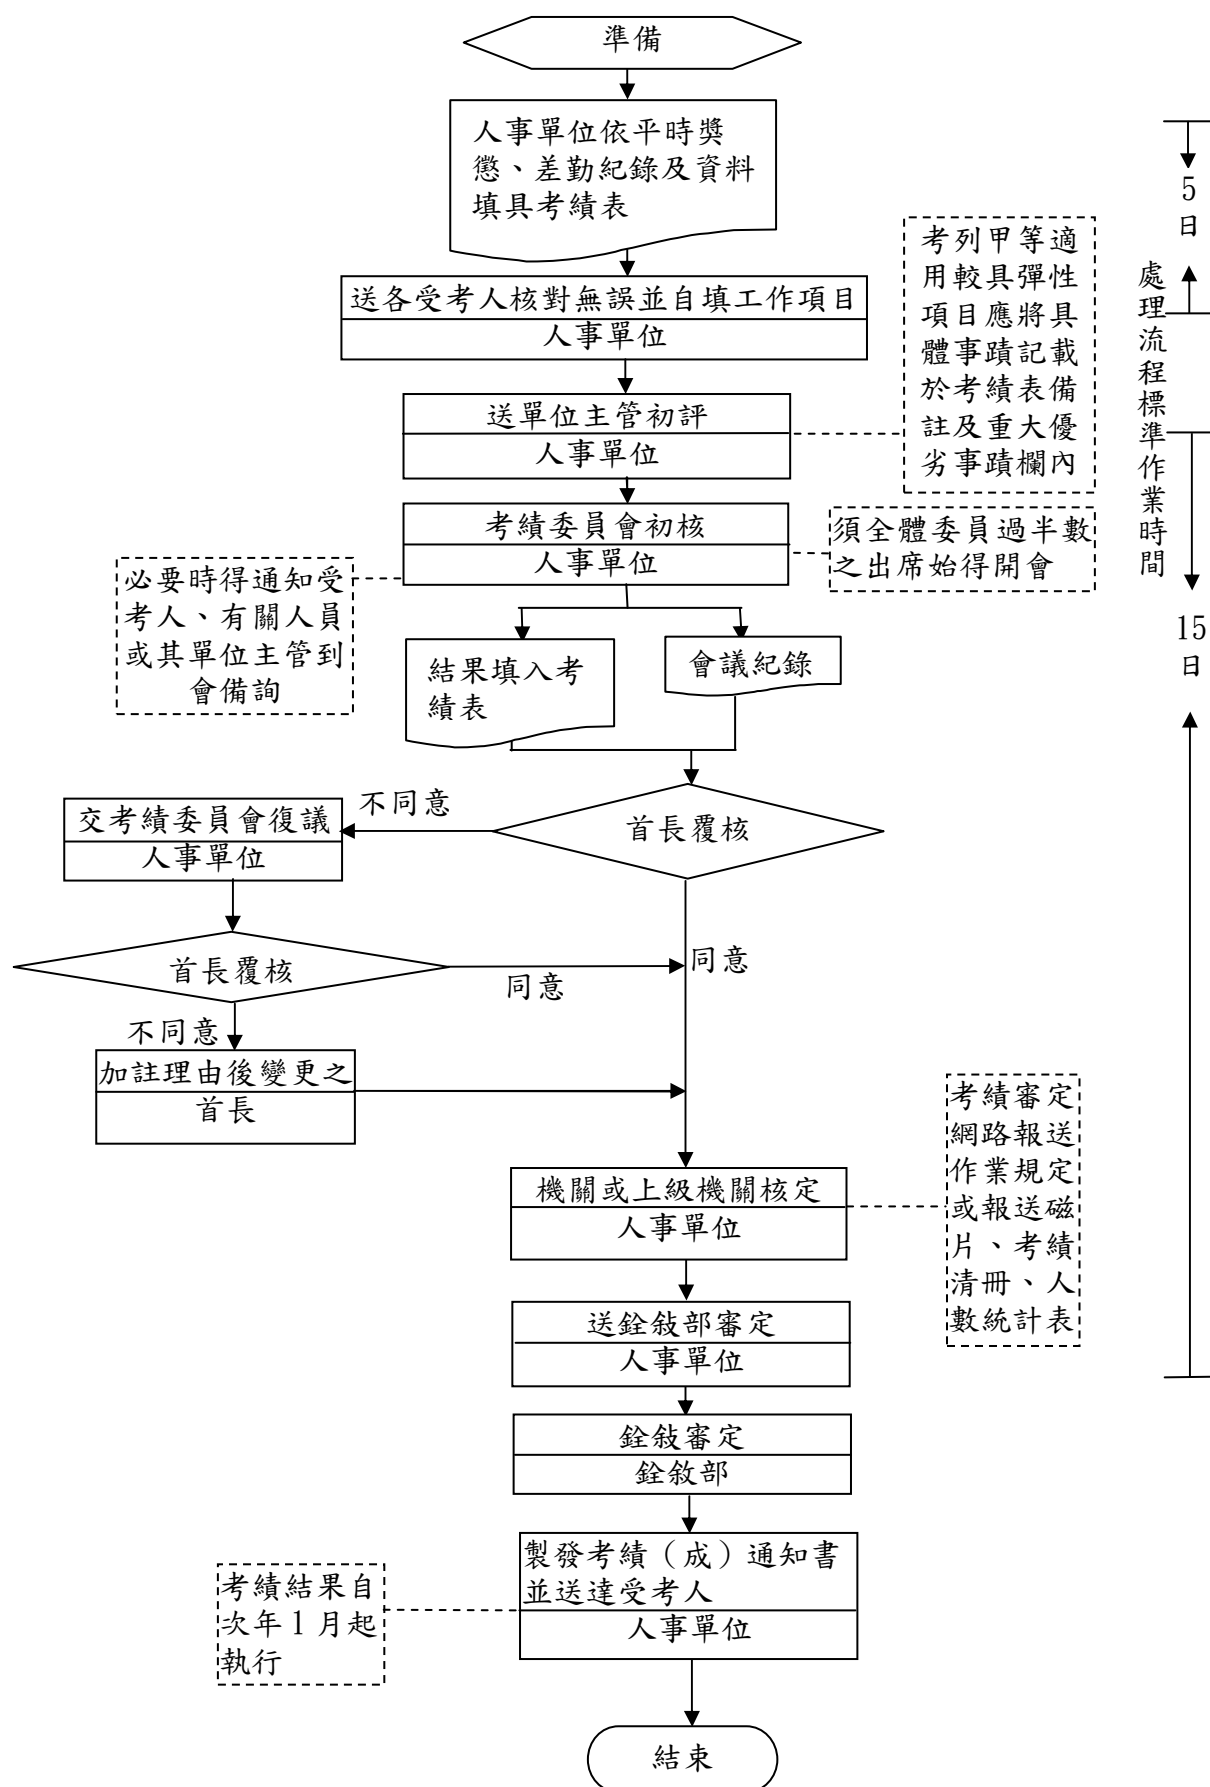 準備
人事單位依平時獎
懲、差勤紀錄及資料
填具考績表
送各受考人核對無誤並自填工作項目
人事單位
送單位主管初評
人事單位
考列甲等適
用較具彈性
項目應將具
體事蹟記載
於考績表備
註及重大優
劣事蹟欄內
考績委員會初核
人事單位
須全體委員過半數
之出席始得開會
必要時得通知受
考人、有關人員
或其單位主管到
會備詢
結果填入考
績表
會議紀錄
首長覆核
不同意
交考績委員會復議
人事單位
首長覆核
同意
同意
不同意
加註理由後變更之
首長
機關或上級機關核定
人事單位
考績審定
網路報送
作業規定
或報送磁
片、考績
清冊、人
數統計表
送銓敍部審定
人事單位
銓敍審定
銓敘部
製發考績（成）通知書
並送達受考人
人事單位
考績結果自
次年1月起
執行
結束
處理流程標準作業時間
5
日
15
日